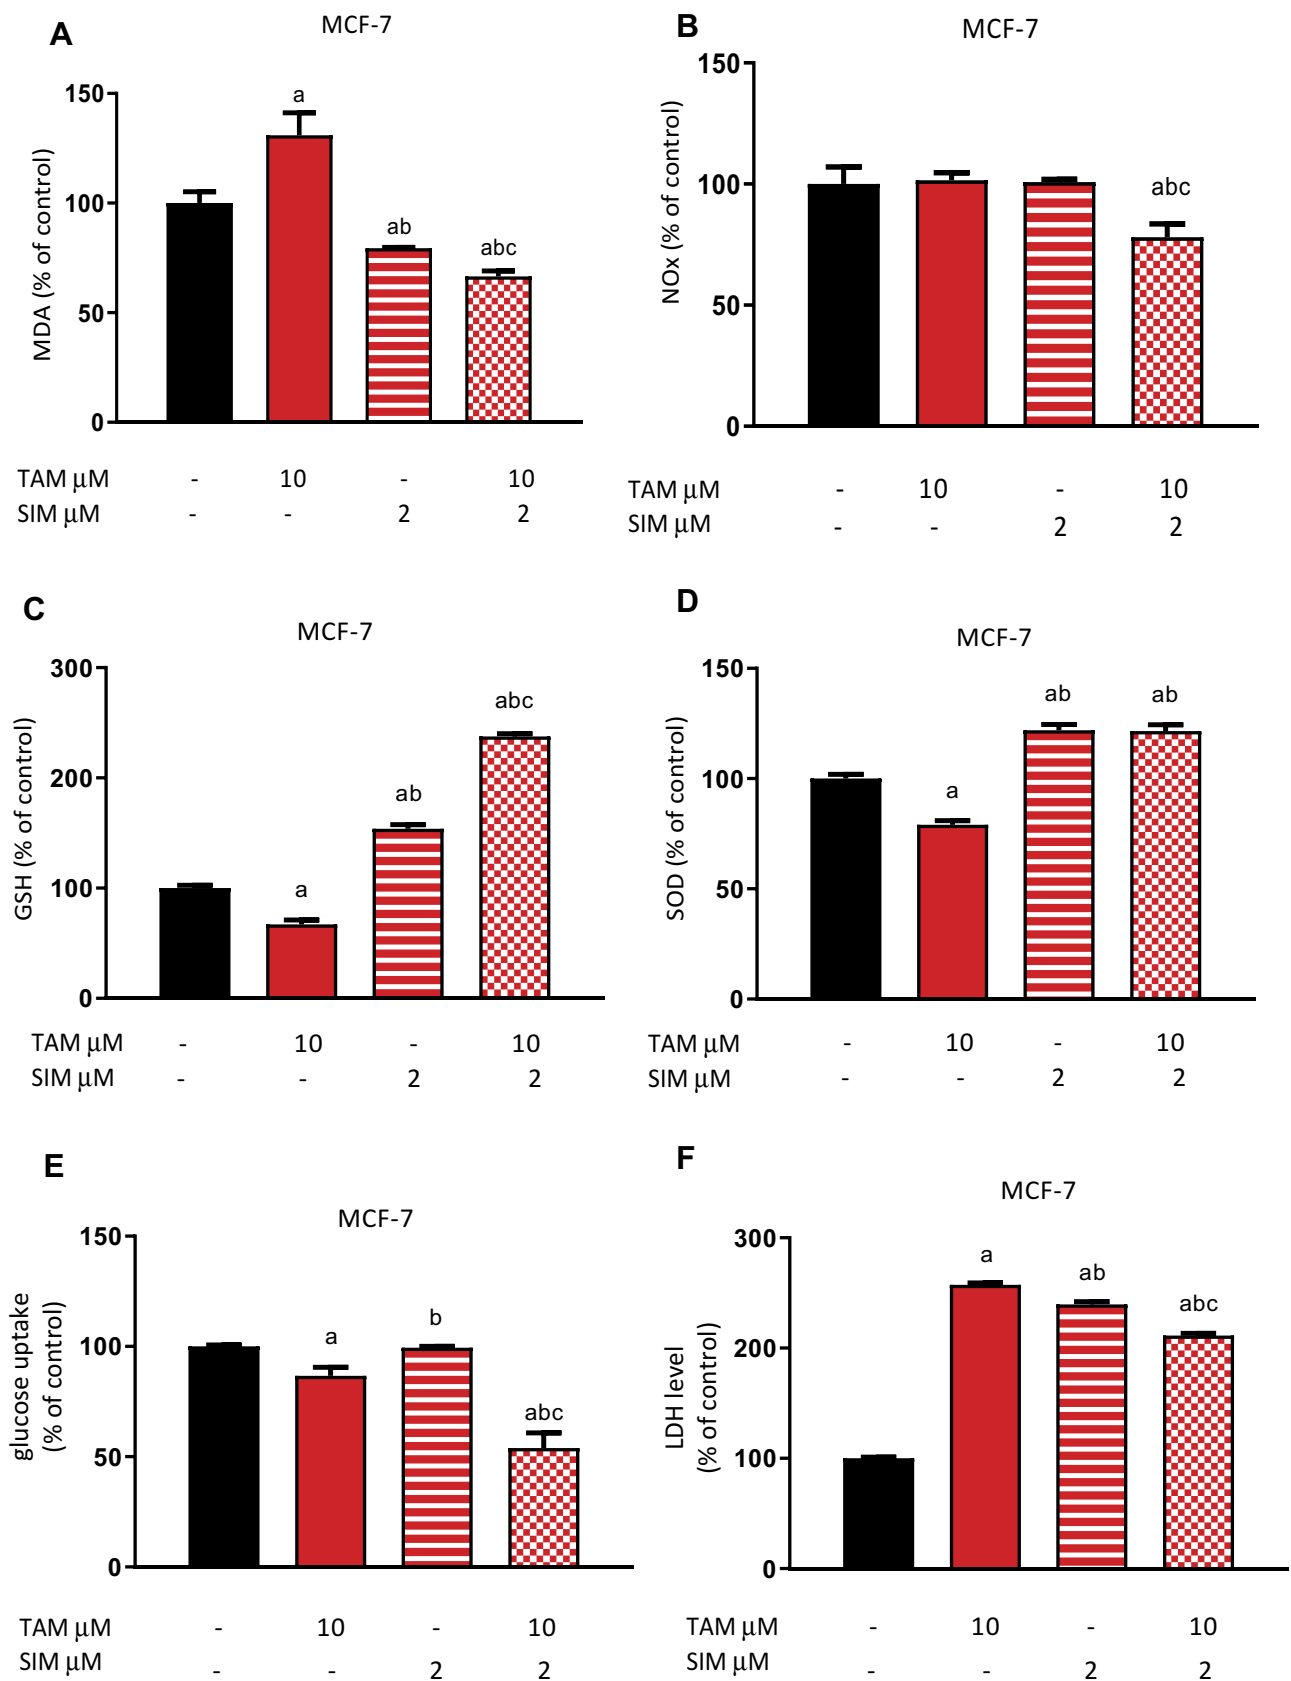 A
MCF-7
MDA (% of control)
150
100
50
0
a
ab
abc
TAM μM - 10 - 10
SIM μM - - 2 2
B
MCF-7
NOx (% of control)
150
100
50
0
abc
TAM μM - 10 - 10
SIM μM - - 2 2
C
MCF-7
GSH (% of control)
300
200
100
0
a
ab
abc
TAM μM - 10 - 10
SIM μM - - 2 2
D
MCF-7
SOD (% of control)
150
100
50
0
a
ab
ab
TAM μM - 10 - 10
SIM μM - - 2 2
E
MCF-7
glucose uptake
(% of control)
150
100
50
0
a
b
abc
TAM μM - 10 - 10
SIM μM - - 2 2
F
MCF-7
LDH level
(% of control)
300
200
100
0
a
ab
abc
TAM μM - 10 - 10
SIM μM - - 2 2